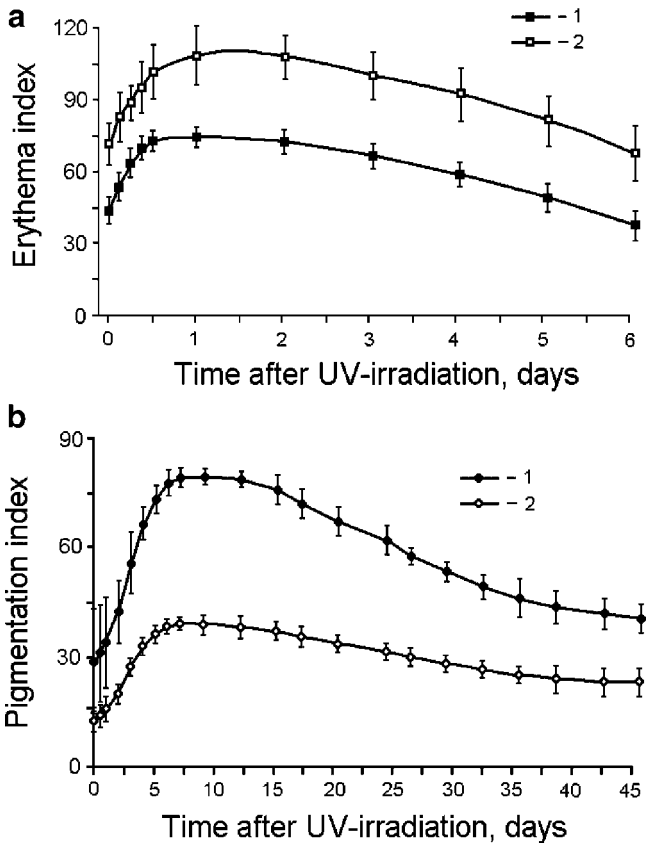 a
120
90
60
30
0
Erythema index
- 1
- 2
0 1 2 3 4 5 6
Time after UV-irradiation, days
b
90
60
30
0
Pigmentation index
- 1
- 2
0 5 10 15 20 25 30 35 40 45
Time after UV-irradiation, days